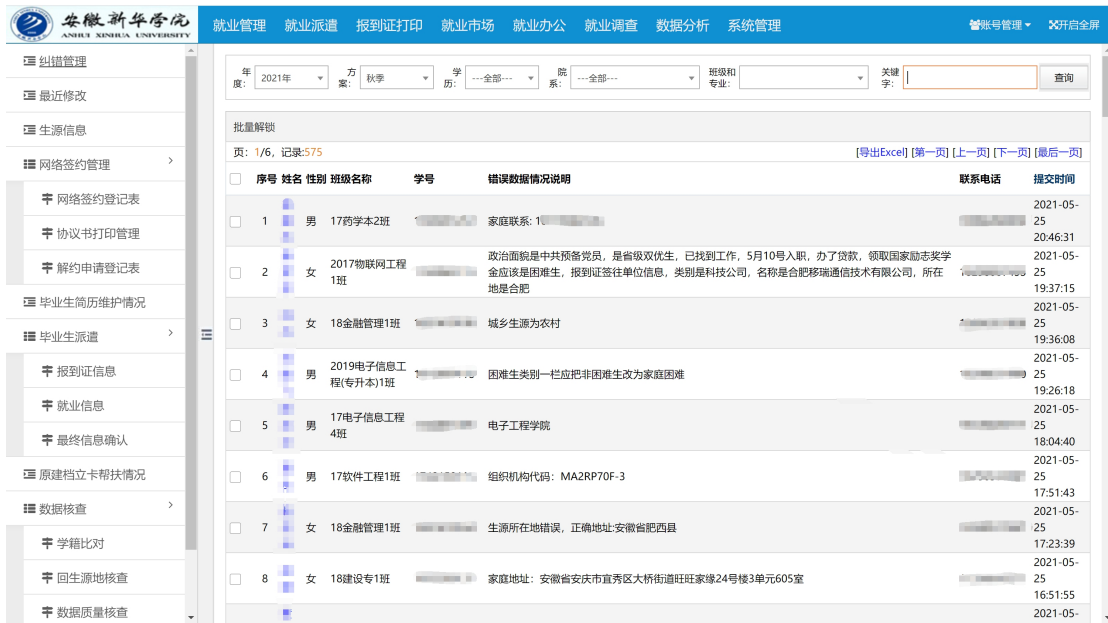 安徽新华学院
ANHUI XINHUA UNIVERSITY
就业管理 就业派遣 报到证打印 就业市场 就业办公 就业调查 数据分析 系统管理 账号管理 开启全屏
纠错管理
最近修改
生源信息
网络签约管理
网络签约登记表
协议书打印管理
解约申请登记表
毕业生简历维护情况
毕业生派遣
报到证信息
就业信息
最终信息确认
原建档立卡帮扶情况
数据核查
学籍比对
回生源地核查
数据质量核查
年度: 2021年 方案: 秋季 学历: ---全部--- 院系: ---全部--- 班级和专业: 关键字: 查询
批量解锁
页: 1/6, 记录:575 [导出Excel] [第一页] [上一页] [下一页] [最后一页]
序号 姓名 性别 班级名称 学号 错误数据情况说明 联系电话 提交时间
1 男 17药学本2班 家庭联系: 1 2021-05-
25
20:46:31
2 女 2017物联网工程
1班
政治面貌是中共预备党员，是省级双优生，已找到工作，5月10号入职，办了贷款，领取国家励志奖学
金应该是困难生，报到证签往单位信息，类别是科技公司，名称是合肥移瑞通信技术有限公司，所在
地是合肥
2021-05-
25
19:37:15
3 女 18金融管理1班 城乡生源为农村 2021-05-
25
19:36:08
4 男 2019电子信息工
程(专升本)1班
困难生类别一栏应把非困难生改为家庭困难
2021-05-
25
19:26:18
5 男 17电子信息工程
4班
电子工程学院
2021-05-
25
18:04:40
6 男 17软件工程1班 组织机构代码：MA2RP70F-3 2021-05-
25
17:51:43
7 女 18金融管理1班 生源所在地错误，正确地址:安徽省肥西县 2021-05-
25
17:23:39
8 女 18建设专1班 家庭地址：安徽省安庆市宜秀区大桥街道旺旺家缘24号楼3单元605室 2021-05-
25
16:51:55
2021-05-